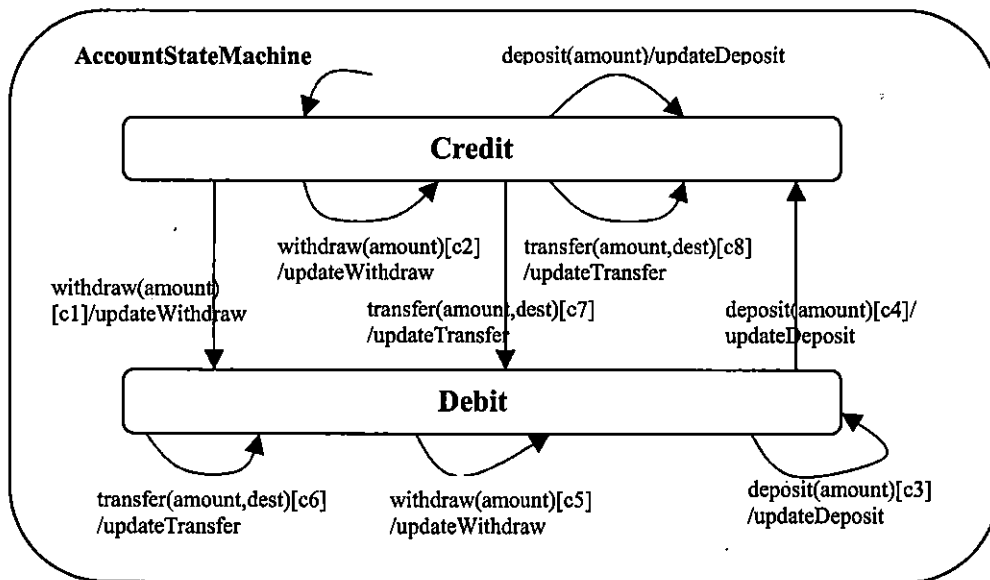 AccountStateMachine
deposit(amount)/updateDeposit
Credit
withdraw(amount)[c2]
/updateWithdraw
transfer(amount,dest)[c8]
/updateTransfer
withdraw(amount)
[c1]/updateWithdraw
transfer(amount,dest)[c7]
/updateTransfer
deposit(amount)[c4]/
updateDeposit
Debit
transfer(amount,dest)[c6]
/updateTransfer
withdraw(amount)[c5]
/updateWithdraw
deposit(amount)[c3]
/updateDeposit